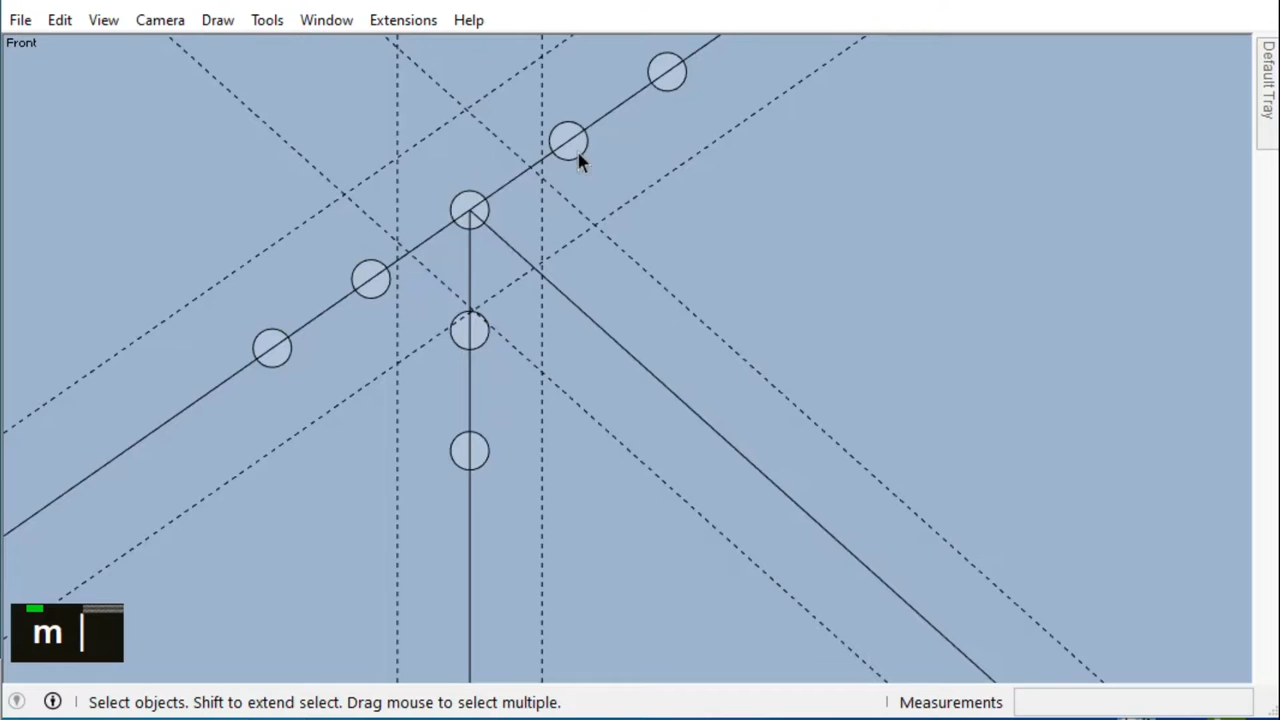 File Edit View Camera Draw Tools Window Extensions Help
Front
Default Tray
m
Select objects. Shift to extend select. Drag mouse to select multiple.
Measurements